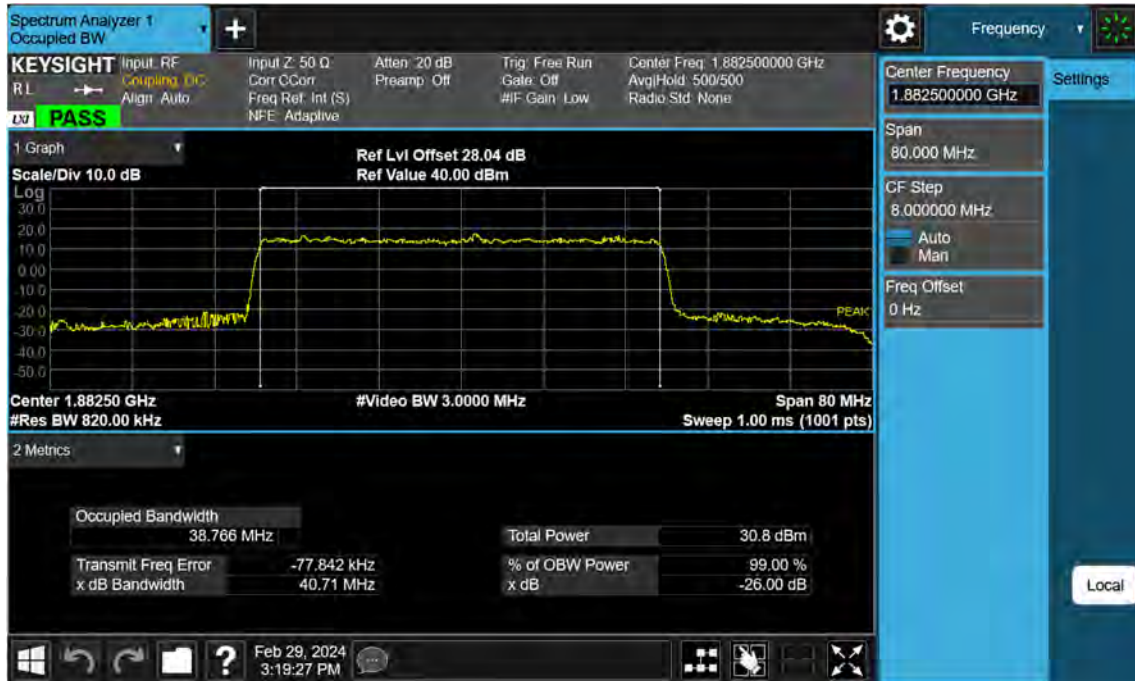 Spectrum Analyzer 1
Occupied BW
+
Frequency
KEYSIGHT
RL
LXI PASS
Input: RF
Coupling: DC
Align: Auto
Input Z: 50 Ω
Corr CCorr
Freq Ref: Int (S)
NFE: Adaptive
Atten: 20 dB
Preamp: Off
Trig: Free Run
Gate: Off
#IF Gain: Low
Center Freq: 1.882500000 GHz
Avg|Hold: 500/500
Radio Std: None
1 Graph
Scale/Div 10.0 dB
Ref Lvl Offset 28.04 dB
Ref Value 40.00 dBm
Log
30.0
20.0
10.0
0.00
-10.0
-20.0
-30.0
-40.0
-50.0
PEAK
Center 1.88250 GHz
#Video BW 3.0000 MHz
Span 80 MHz
#Res BW 820.00 kHz
Sweep 1.00 ms (1001 pts)
2 Metrics
Occupied Bandwidth
38.766 MHz
Transmit Freq Error -77.842 kHz
x dB Bandwidth 40.71 MHz
Total Power 30.8 dBm
% of OBW Power 99.00 %
x dB -26.00 dB
Center Frequency
1.882500000 GHz
Span
80.000 MHz
CF Step
8.000000 MHz
Auto
Man
Freq Offset
0 Hz
Settings
Local
?
Feb 29, 2024
3:19:27 PM